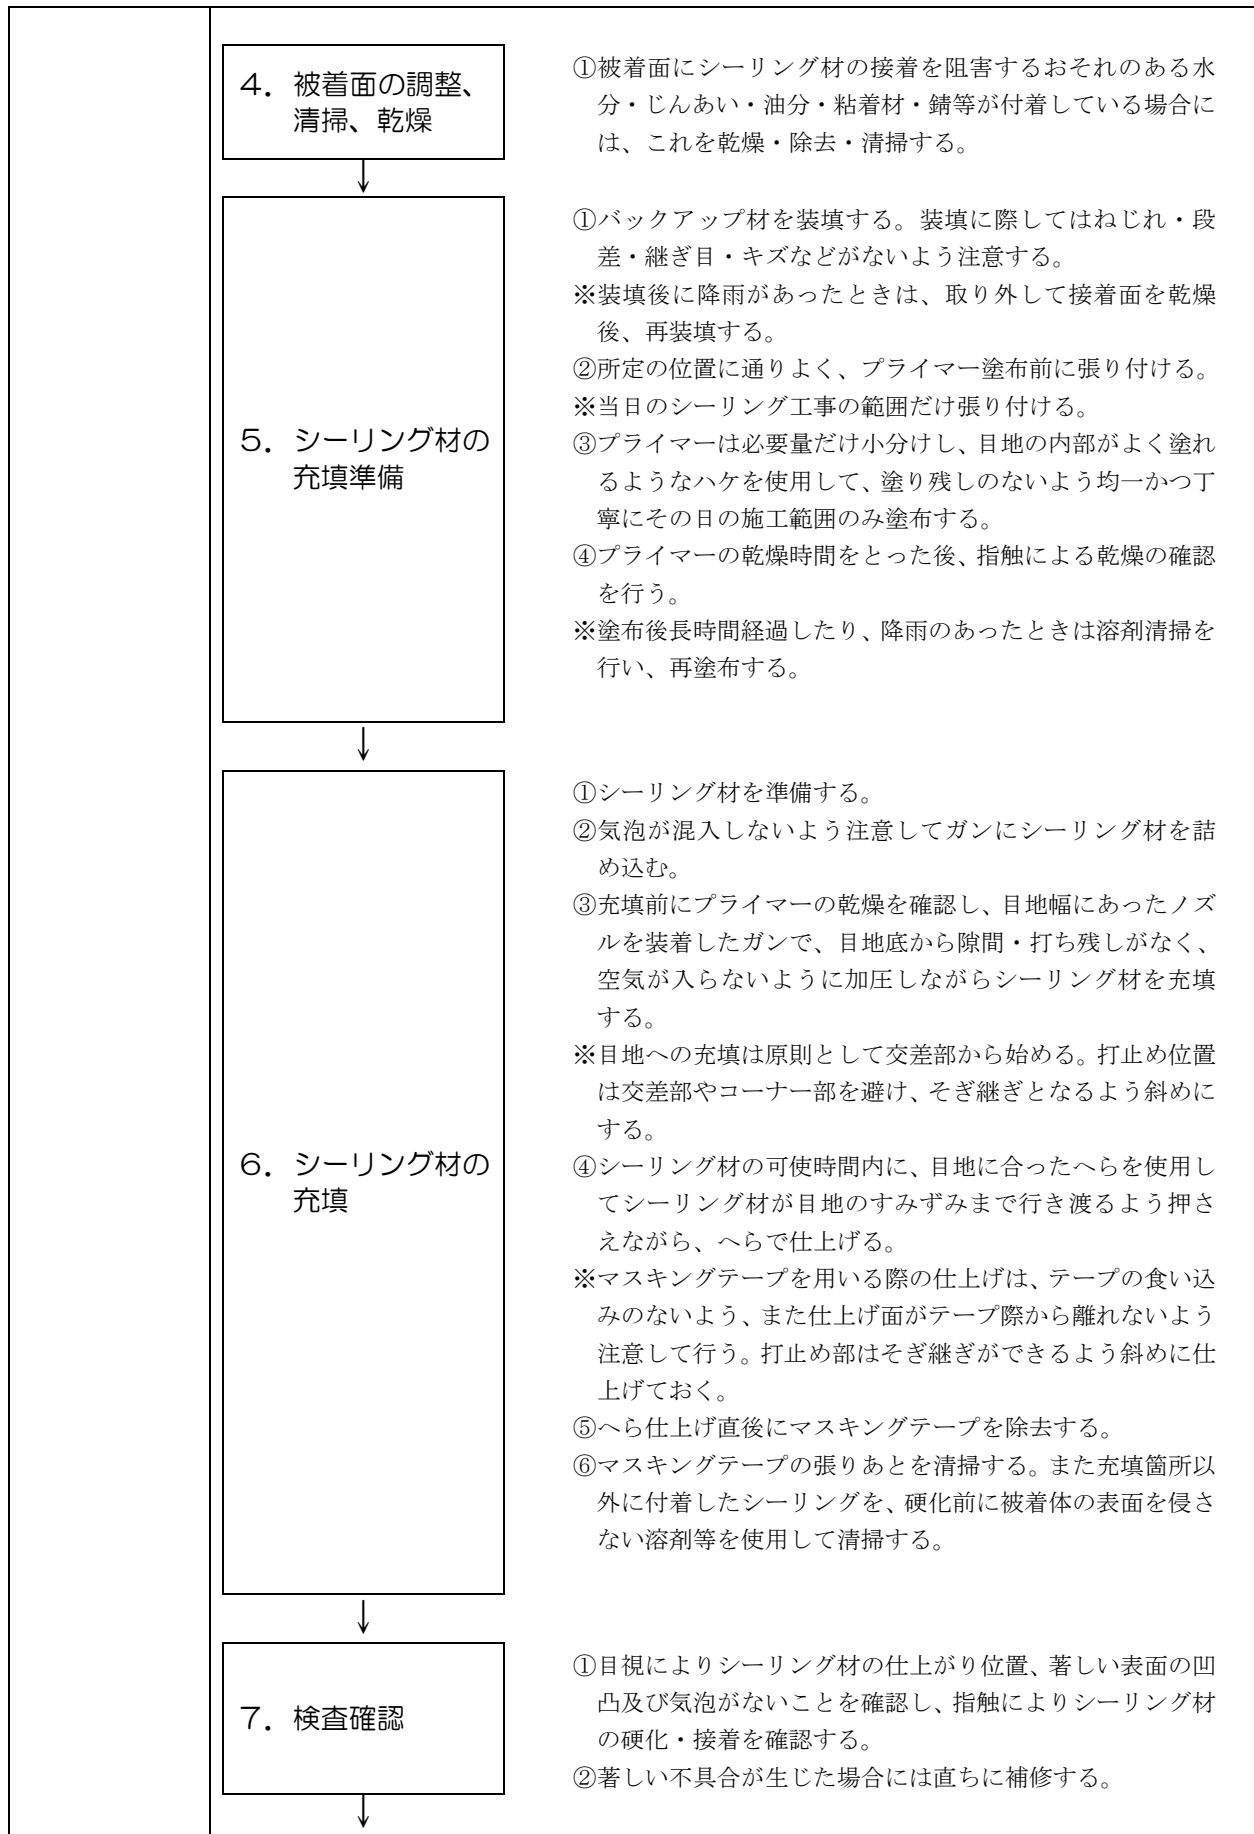 4．被着面の調整、
清掃、乾燥
①被着面にシーリング材の接着を阻害するおそれのある水
分・じんあい・油分・粘着材・錆等が付着している場合に
は、これを乾燥・除去・清掃する。
5．シーリング材の
充填準備
①バックアップ材を装填する。装填に際してはねじれ・段
差・継ぎ目・キズなどがないよう注意する。
※装填後に降雨があったときは、取り外して接着面を乾燥
後、再装填する。
②所定の位置に通りよく、プライマー塗布前に張り付ける。
※当日のシーリング工事の範囲だけ張り付ける。
③プライマーは必要量だけ小分けし、目地の内部がよく塗れ
るようなハケを使用して、塗り残しのないよう均一かつ丁
寧にその日の施工範囲のみ塗布する。
④プライマーの乾燥時間をとった後、指触による乾燥の確認
を行う。
※塗布後長時間経過したり、降雨のあったときは溶剤清掃を
行い、再塗布する。
6．シーリング材の
充填
①シーリング材を準備する。
②気泡が混入しないよう注意してガンにシーリング材を詰
め込む。
③充填前にプライマーの乾燥を確認し、目地幅にあったノズ
ルを装着したガンで、目地底から隙間・打ち残しがなく、
空気が入らないように加圧しながらシーリング材を充填
する。
※目地への充填は原則として交差部から始める。打止め位置
は交差部やコーナー部を避け、そぎ継ぎとなるよう斜めに
する。
④シーリング材の可使時間内に、目地に合ったへらを使用し
てシーリング材が目地のすみずみまで行き渡るよう押さ
えながら、へらで仕上げる。
※マスキングテープを用いる際の仕上げは、テープの食い込
みのないよう、また仕上げ面がテープ際から離れないよう
注意して行う。打止め部はそぎ継ぎができるよう斜めに仕
上げておく。
⑤へら仕上げ直後にマスキングテープを除去する。
⑥マスキングテープの張りあとを清掃する。また充填箇所以
外に付着したシーリングを、硬化前に被着体の表面を侵さ
ない溶剤等を使用して清掃する。
7．検査確認
①目視によりシーリング材の仕上がり位置、著しい表面の凹
凸及び気泡がないことを確認し、指触によりシーリング材
の硬化・接着を確認する。
②著しい不具合が生じた場合には直ちに補修する。